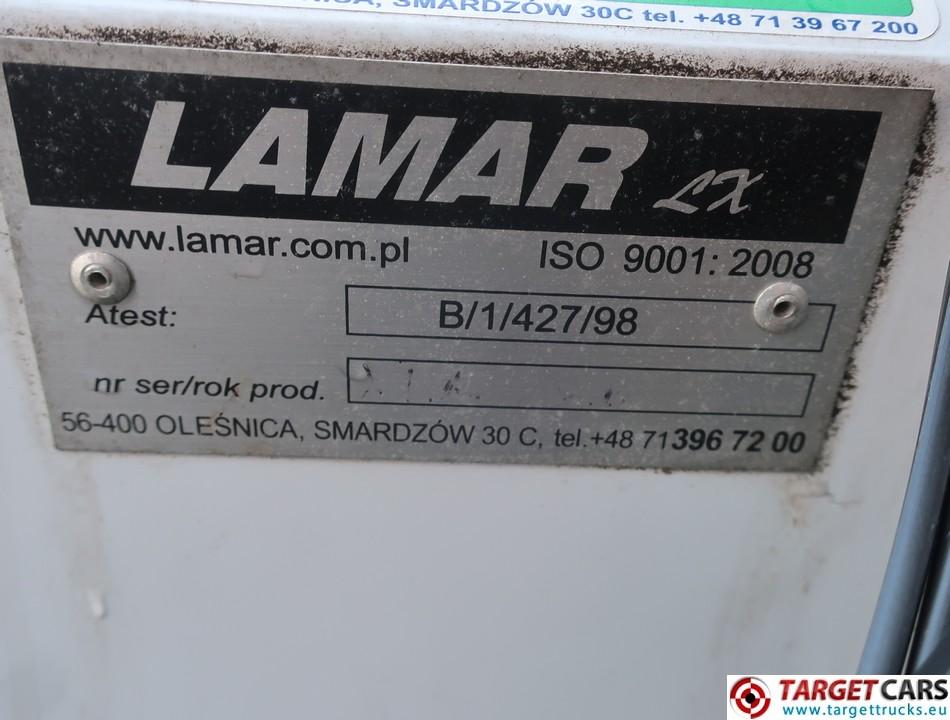 SMARDZÓW 30C tel. +48 71 39 67 200
LAMAR LX
www.lamar.com.pl ISO 9001: 2008
Atest: B/1/427/98
nr ser/rok prod.
56-400 OLEŚNICA, SMARDZÓW 30 C, tel.+48 71 396 72 00
TARGETCARS
www.targettrucks.eu